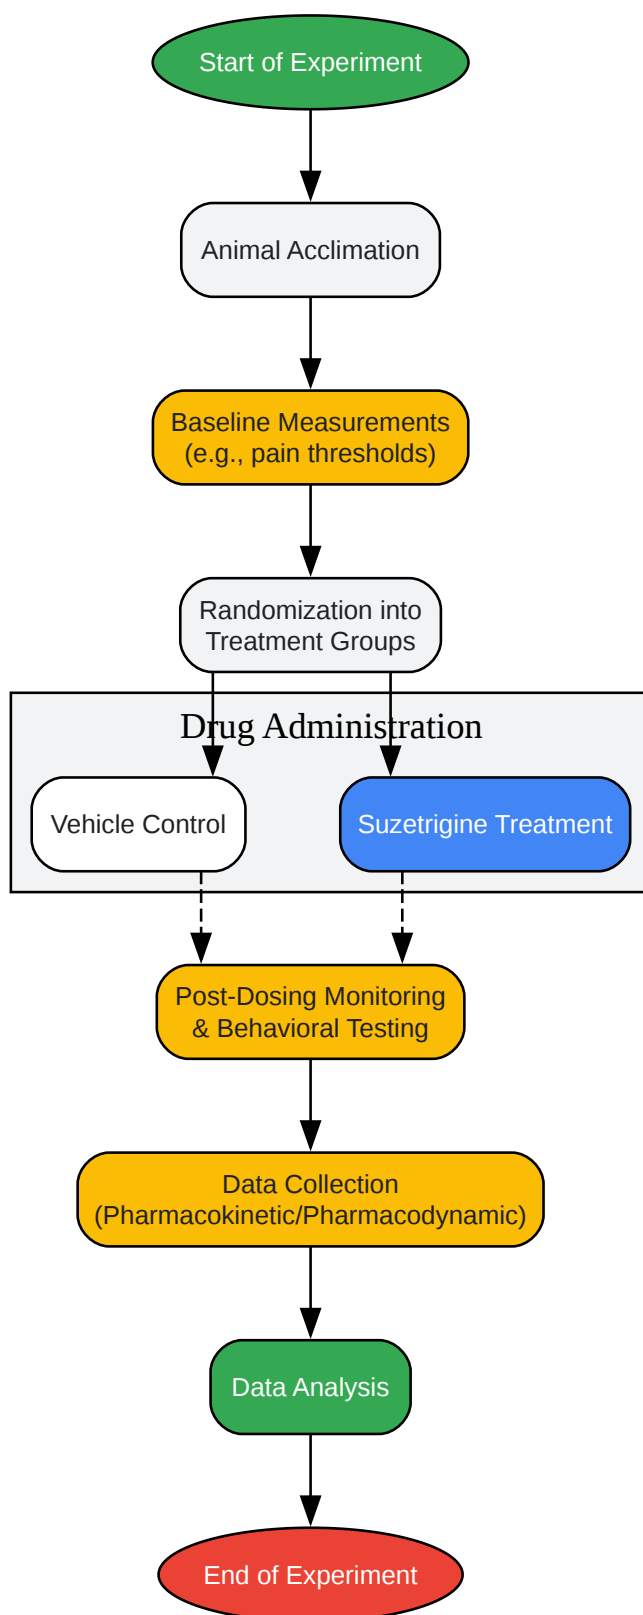 Start of Experiment
Animal Acclimation
Baseline Measurements
(e.g., pain thresholds)
Randomization into
Treatment Groups
Drug Administration
Vehicle Control
Suzetrigine Treatment
Post-Dosing Monitoring
& Behavioral Testing
Data Collection
(Pharmacokinetic/Pharmacodynamic)
Data Analysis
End of Experiment